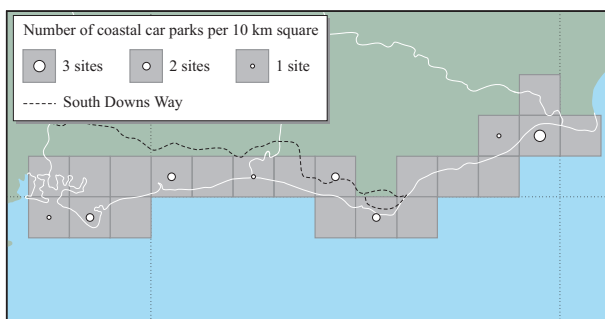 Number of coastal car parks per 10 km square
3 sites 2 sites 1 site
South Downs Way